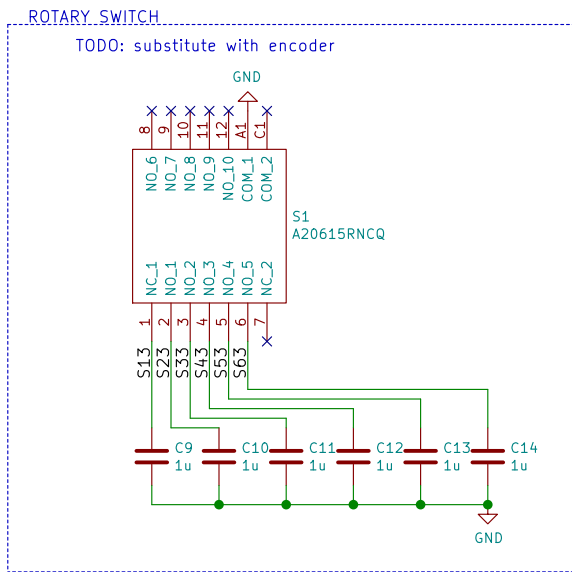 ROTARY SWITCH
TODO: substitute with encoder
GND
8 9 10 11 12 A1 C1
NO_6 NO_7 NO_8 NO_9 NO_10 COM_1 COM_2
S1
A20615RNCQ
NC_1 NO_1 NO_2 NO_3 NO_4 NO_5 NC_2
1 2 3 4 5 6 7
S13 S23 S33 S43 S53 S63
C9 C10 C11 C12 C13 C14
1u 1u 1u 1u 1u 1u
GND